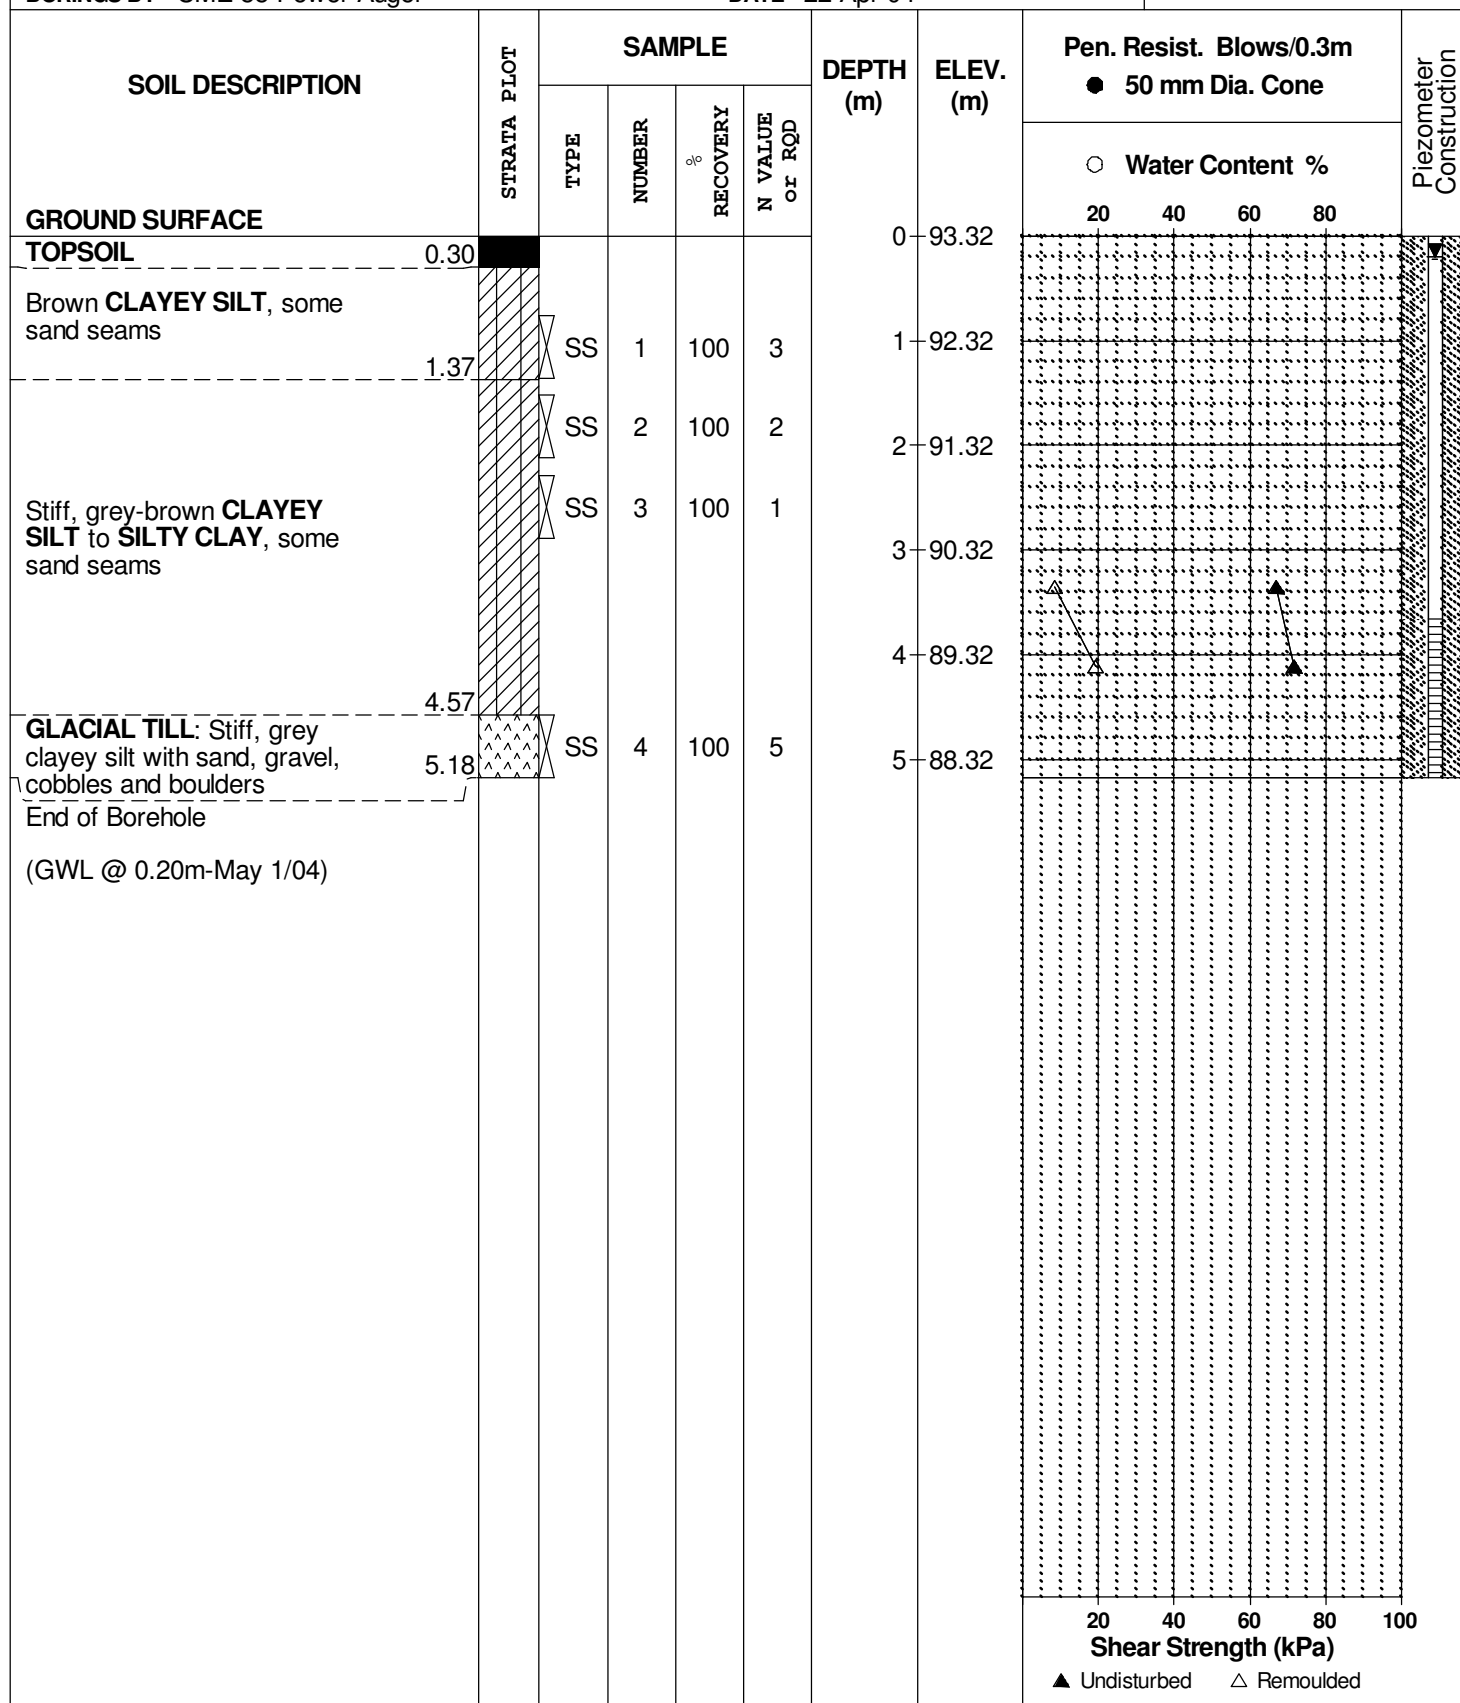 SOIL DESCRIPTION
STRATA PLOT
SAMPLE
TYPE
NUMBER
% RECOVERY
N VALUE or RQD
DEPTH (m)
ELEV. (m)
Pen. Resist. Blows/0.3m
● 50 mm Dia. Cone
○ Water Content %
20 40 60 80
Piezometer Construction
GROUND SURFACE
0 93.32
TOPSOIL 0.30
Brown CLAYEY SILT, some
sand seams
SS 1 100 3
1 92.32
1.37
SS 2 100 2
2 91.32
Stiff, grey-brown CLAYEY
SILT to SILTY CLAY, some
sand seams
SS 3 100 1
3 90.32
4 89.32
4.57
GLACIAL TILL: Stiff, grey
clayey silt with sand, gravel,
cobbles and boulders
5.18
SS 4 100 5
5 88.32
End of Borehole
(GWL @ 0.20m-May 1/04)
20 40 60 80 100
Shear Strength (kPa)
▲ Undisturbed △ Remoulded